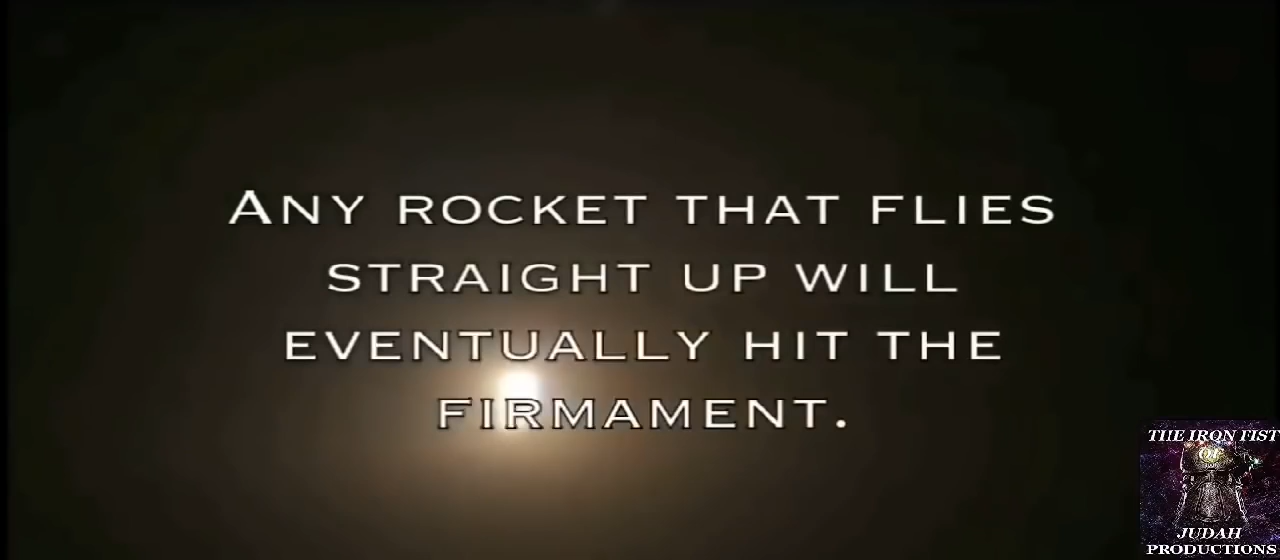 ANY ROCKET THAT FLIES
STRAIGHT UP WILL
EVENTUALLY HIT THE
FIRMAMENT.
THE IRON FIST
OF
JUDAH
PRODUCTIONS